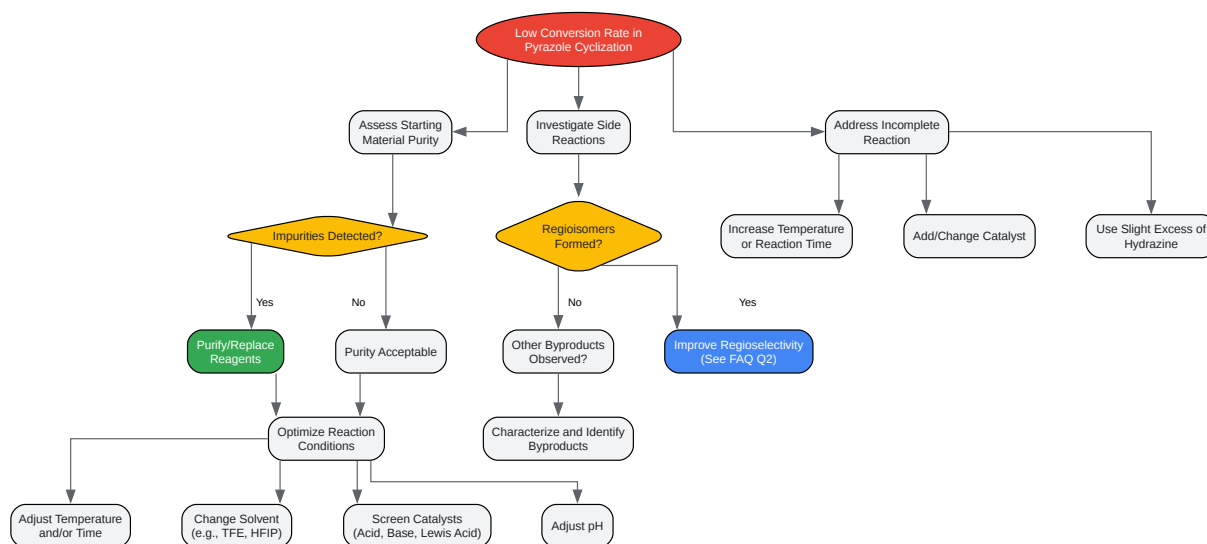 Low Conversion Rate in
Pyrazole Cyclization
Assess Starting
Material Purity
Investigate Side
Reactions
Address Incomplete
Reaction
Impurities Detected?
Regioisomers
Formed?
Increase Temperature
or Reaction Time
Add/Change Catalyst
Use Slight Excess of
Hydrazine
Yes
No
No
Yes
Purify/Replace
Reagents
Purity Acceptable
Other Byproducts
Observed?
Improve Regioselectivity
(See FAQ Q2)
Optimize Reaction
Conditions
Characterize and Identify
Byproducts
Adjust Temperature
and/or Time
Change Solvent
(e.g., TFE, HFIP)
Screen Catalysts
(Acid, Base, Lewis Acid)
Adjust pH